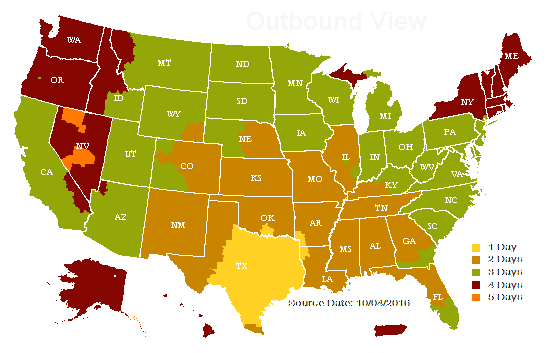 Outbound View
WA
ME
MT
ND
OR
MN
ID
WI
NY
SD
MI
WY
IA
PA
NE
NV
OH
UT
IL
IN
CO
WV
CA
VA
KS
MO
KY
NC
TN
OK
AZ
NM
AR
SC
MS
AL
GA
TX
LA
FL
1 Day
2 Days
3 Days
4 Days
5 Days
Source Date: 10/04/2016